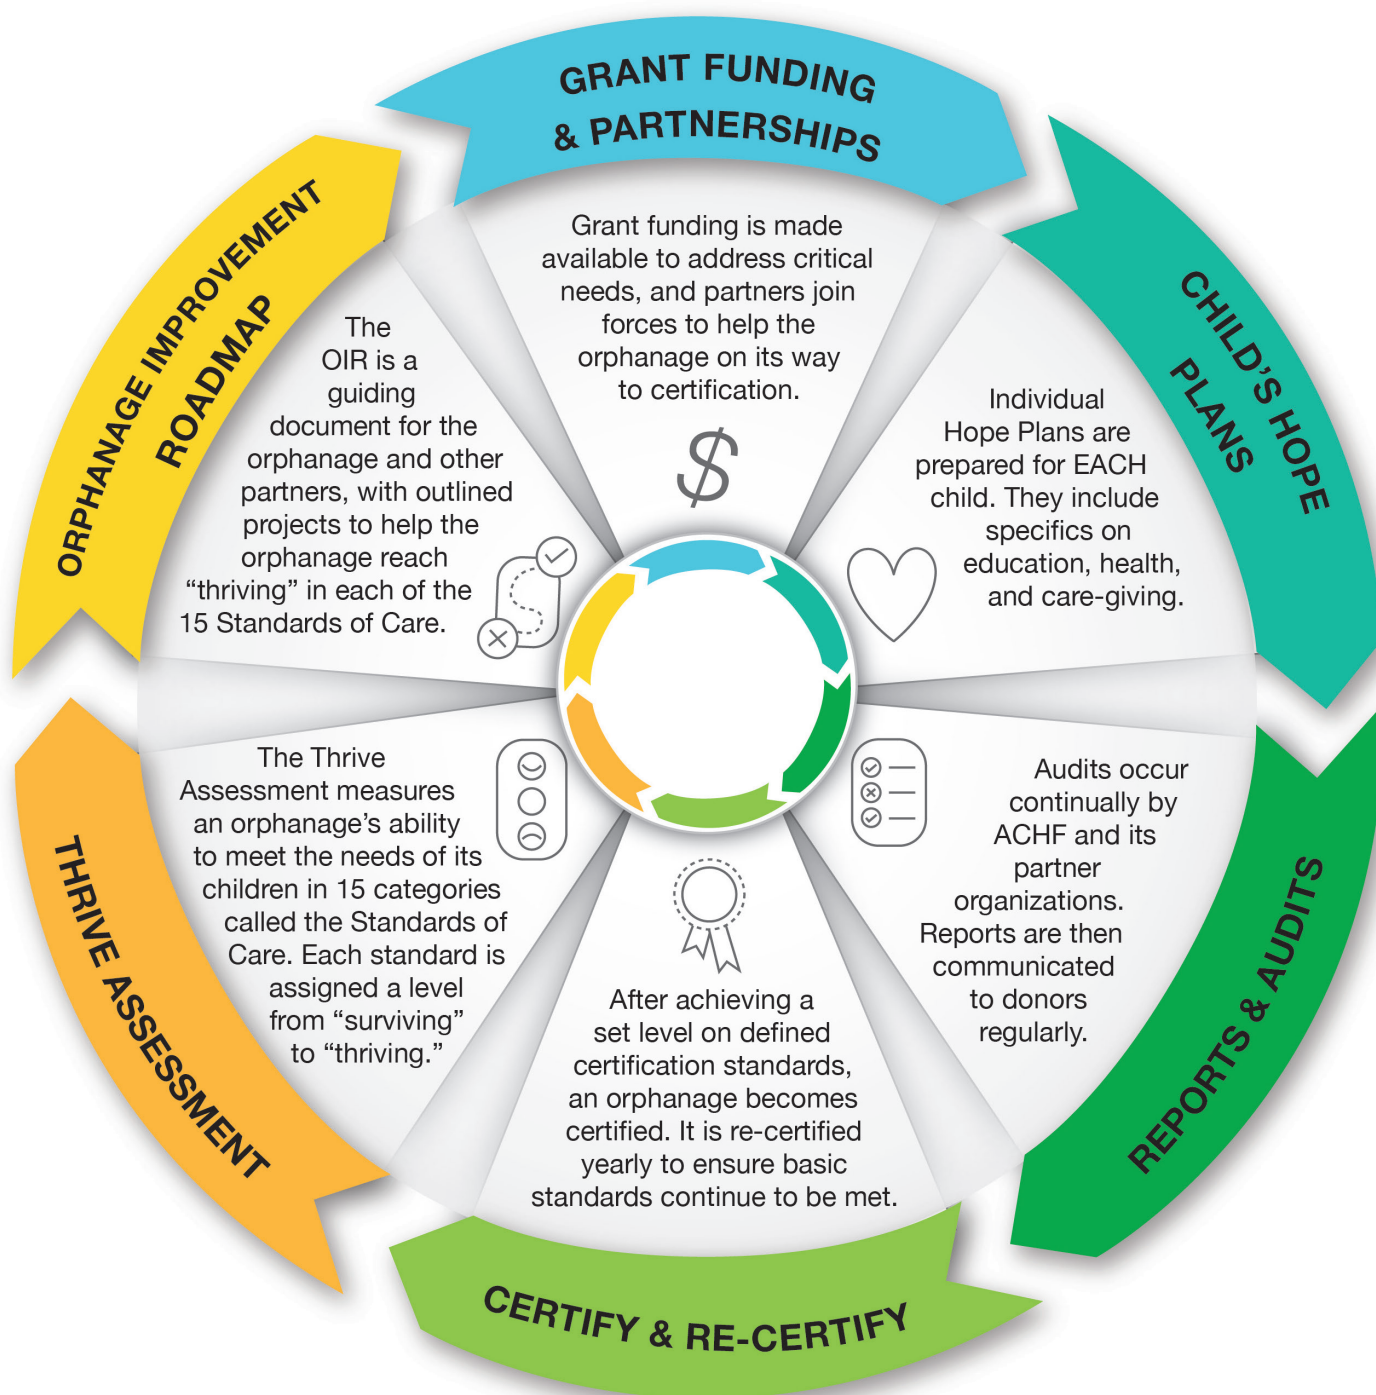 GRANT FUNDING
& PARTNERSHIPS
Grant funding is made
available to address critical
needs, and partners join
forces to help the
orphanage on its way
to certification.
$
CHILD'S HOPE
PLANS
Individual
Hope Plans are
prepared for EACH
child. They include
specifics on
education, health,
and care-giving.
REPORTS & AUDITS
Audits occur
continually by
ACHF and its
partner
organizations.
Reports are then
communicated
to donors
regularly.
CERTIFY & RE-CERTIFY
After achieving a
set level on defined
certification standards,
an orphanage becomes
certified. It is re-certified
yearly to ensure basic
standards continue to be met.
THRIVE ASSESSMENT
The Thrive
Assessment measures
an orphanage's ability
to meet the needs of its
children in 15 categories
called the Standards of
Care. Each standard is
assigned a level
from “surviving”
to “thriving.”
ORPHANAGE IMPROVEMENT
ROADMAP
The
OIR is a
guiding
document for the
orphanage and other
partners, with outlined
projects to help the
orphanage reach
“thriving” in each of the
15 Standards of Care.